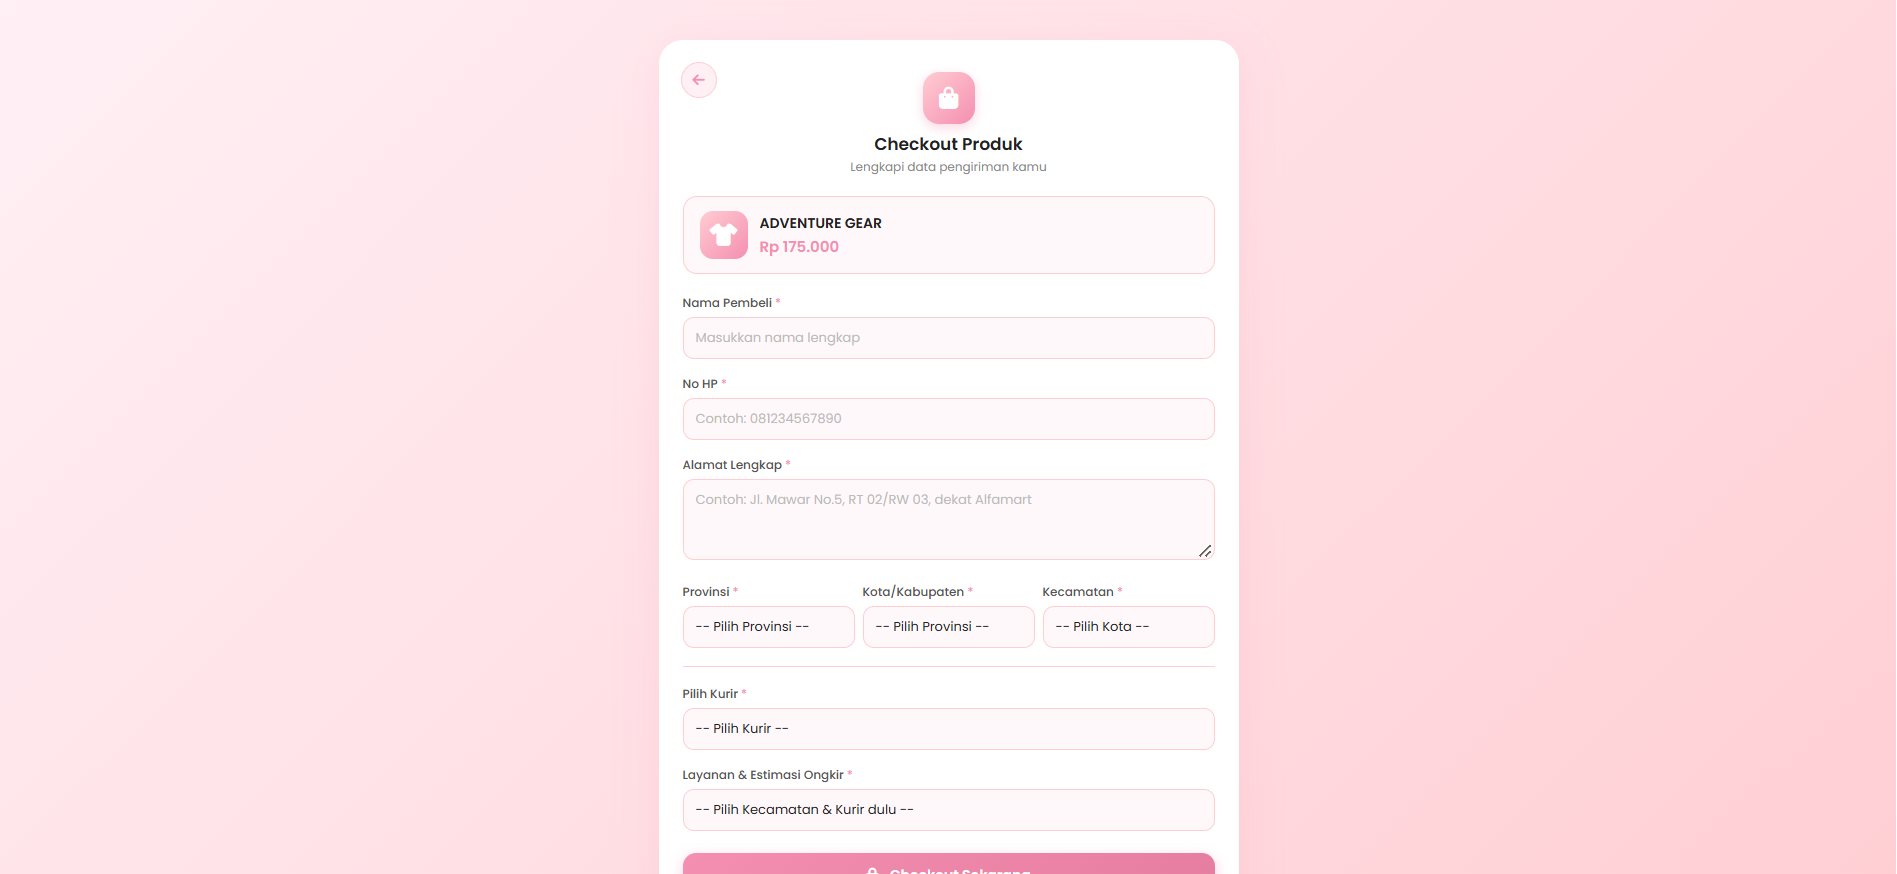 Checkout Produk
Lengkapi data pengiriman kamu
ADVENTURE GEAR
Rp 175.000
Nama Pembeli *
Masukkan nama lengkap
No HP *
Contoh: 081234567890
Alamat Lengkap *
Contoh: Jl. Mawar No.5, RT 02/RW 03, dekat Alfamart
Provinsi * Kota/Kabupaten * Kecamatan *
-- Pilih Provinsi -- -- Pilih Provinsi -- -- Pilih Kota --
Pilih Kurir *
-- Pilih Kurir --
Layanan & Estimasi Ongkir *
-- Pilih Kecamatan & Kurir dulu --
Checkout Sekarang